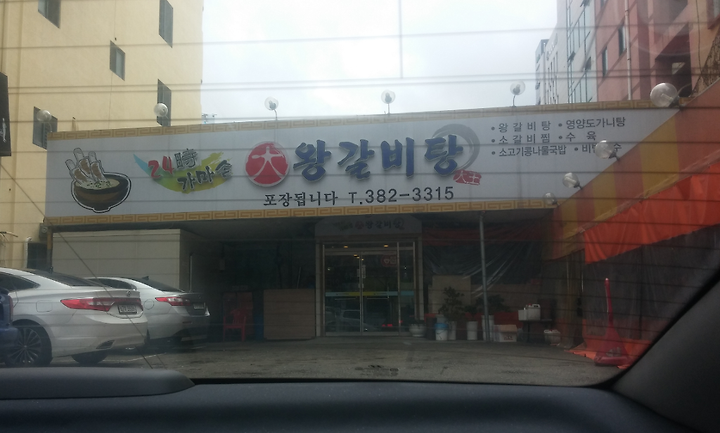 24時
가마솥
大 왕갈비탕
포장됩니다 T.382-3315
• 왕갈비탕 • 영양도가니탕
• 소갈비찜 • 수육
• 소고기콩나물국밥